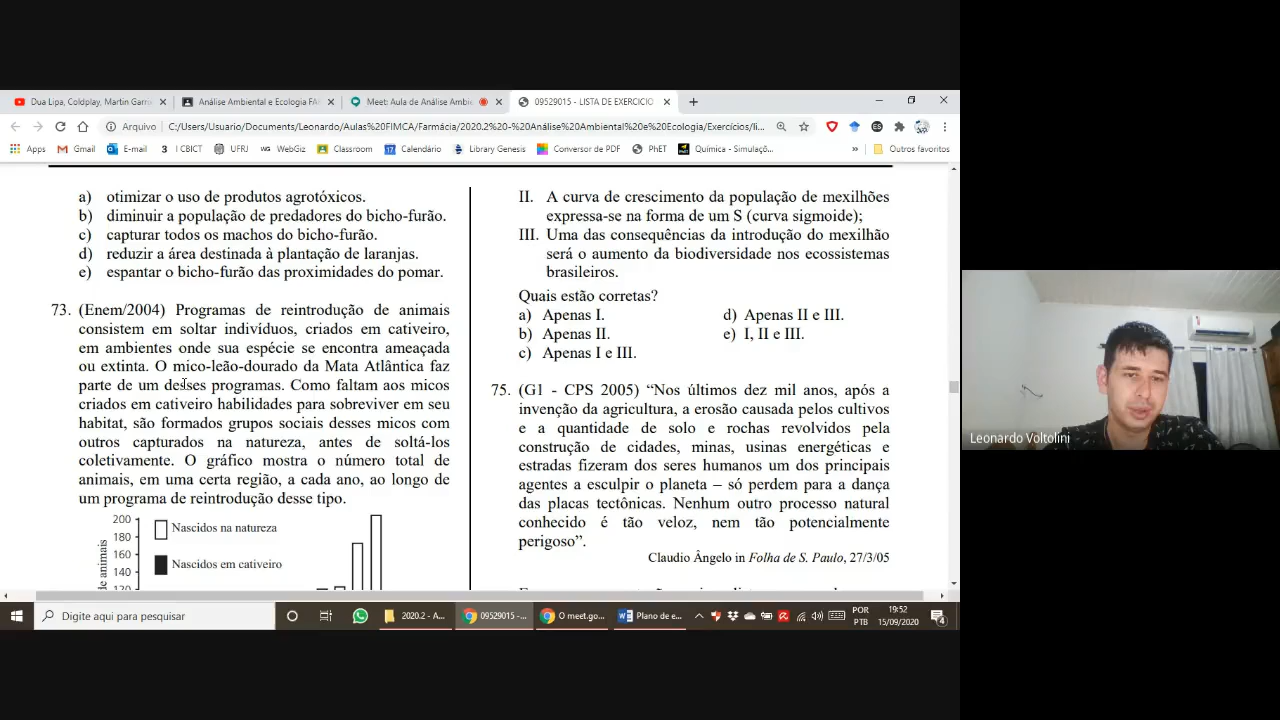 Dua Lipa, Coldplay, Martin Garri
Análise Ambiental e Ecologia FAr
Meet: Aula de Análise Ambie
09529015 - LISTA DE EXERCICIO
Arquivo
C:/Users/Usuario/Documents/Leonardo/Aulas%20FIMCA/Farmácia/2020.2%20-%20Análise%20Ambiental%20e%20Ecologia/Exercícios/li...
Apps
Gmail
E-mail
3 I CBICT
UFRJ
WG WebGiz
Classroom
17 Calendário
Library Genesis
Conversor de PDF
PhET
Química - Simulaçõ...
»
Outros favoritos
a) otimizar o uso de produtos agrotóxicos.
b) diminuir a população de predadores do bicho-furão.
c) capturar todos os machos do bicho-furão.
d) reduzir a área destinada à plantação de laranjas.
e) espantar o bicho-furão das proximidades do pomar.
73. (Enem/2004) Programas de reintrodução de animais
consistem em soltar indivíduos, criados em cativeiro,
em ambientes onde sua espécie se encontra ameaçada
ou extinta. O mico-leão-dourado da Mata Atlântica faz
parte de um desses programas. Como faltam aos micos
criados em cativeiro habilidades para sobreviver em seu
habitat, são formados grupos sociais desses micos com
outros capturados na natureza, antes de soltá-los
coletivamente. O gráfico mostra o número total de
animais, em uma certa região, a cada ano, ao longo de
um programa de reintrodução desse tipo.
200
180
160
140
120
de animais
Nascidos na natureza
Nascidos em cativeiro
II. A curva de crescimento da população de mexilhões
expressa-se na forma de um S (curva sigmoide);
III. Uma das consequências da introdução do mexilhão
será o aumento da biodiversidade nos ecossistemas
brasileiros.
Quais estão corretas?
a) Apenas I.
b) Apenas II.
c) Apenas I e III.
d) Apenas II e III.
e) I, II e III.
75. (G1 - CPS 2005) “Nos últimos dez mil anos, após a
invenção da agricultura, a erosão causada pelos cultivos
e a quantidade de solo e rochas revolvidos pela
construção de cidades, minas, usinas energéticas e
estradas fizeram dos seres humanos um dos principais
agentes a esculpir o planeta – só perdem para a dança
das placas tectônicas. Nenhum outro processo natural
conhecido é tão veloz, nem tão potencialmente
perigoso”.
Claudio Ângelo in Folha de S. Paulo, 27/3/05
Leonardo Voltolini
Digite aqui para pesquisar
2020.2 - A...
09529015 -...
O meet.go...
Plano de e...
POR
PTB
19:52
15/09/2020
4